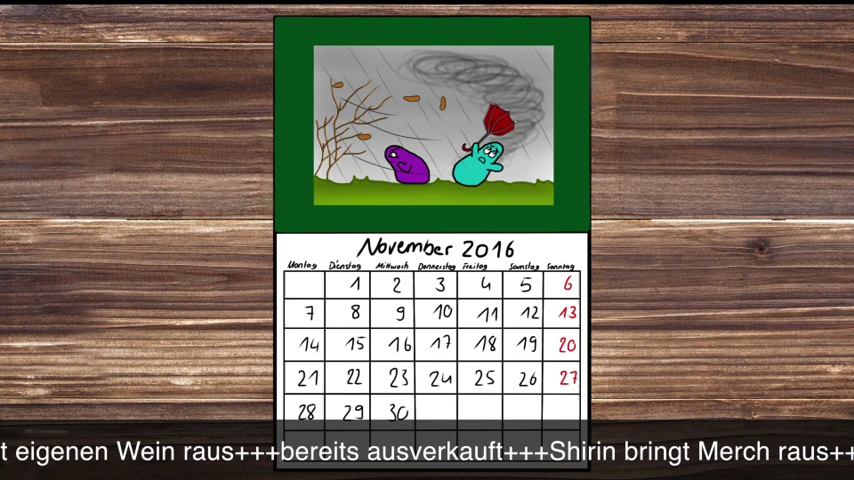 November 2016
Montag Dienstag Mittwoch Donnerstag Freitag Samstag Sonntag
1 2 3 4 5 6
7 8 9 10 11 12 13
14 15 16 17 18 19 20
21 22 23 24 25 26 27
28 29 30
t eigenen Wein raus+++bereits ausverkauft+++Shirin bringt Merch raus++